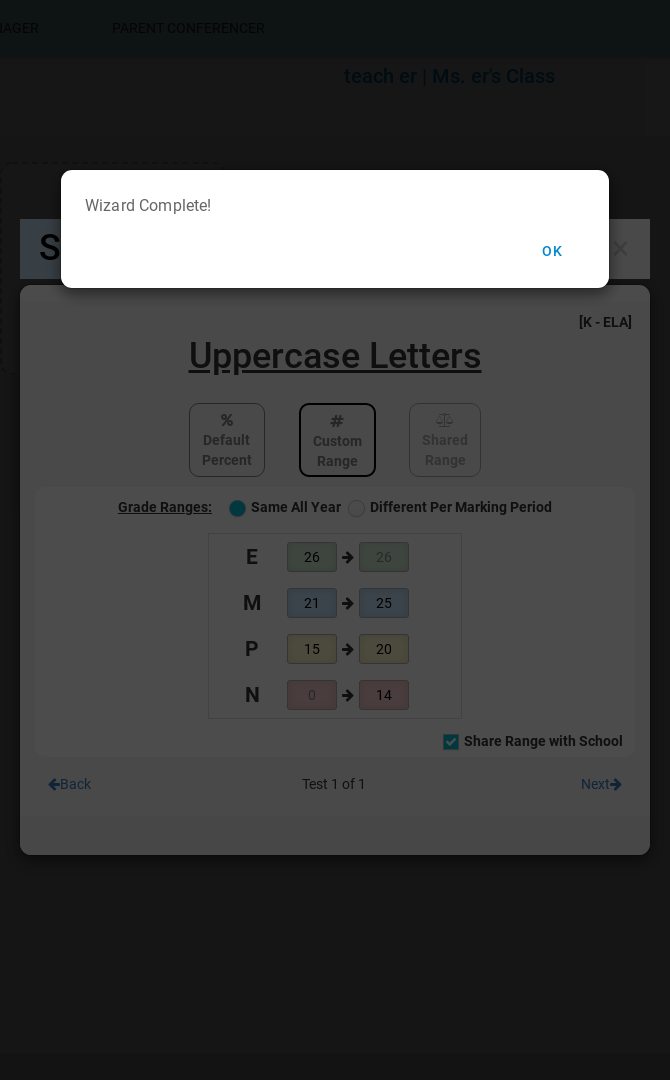 PARENT CONFERENCER
teach er | Ms. er's Class
Wizard Complete!
OK
S
[K - ELA]
Uppercase Letters
% Default Percent
# Custom Range
Shared Range
Grade Ranges: Same All Year Different Per Marking Period
E 26 26
M 21 25
P 15 20
N 0 14
Share Range with School
Back Test 1 of 1 Next